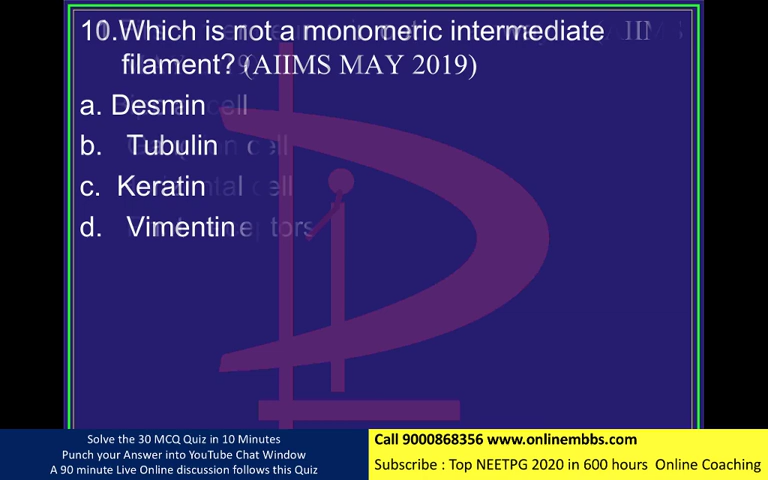 10.Which is not a monomeric intermediate
filament? (AIIMS MAY 2019)
a. Desmin
b. Tubulin
c. Keratin
d. Vimentin
Solve the 30 MCQ Quiz in 10 Minutes
Punch your Answer into YouTube Chat Window
A 90 minute Live Online discussion follows this Quiz
Call 9000868356 www.onlinembbs.com
Subscribe : Top NEETPG 2020 in 600 hours Online Coaching